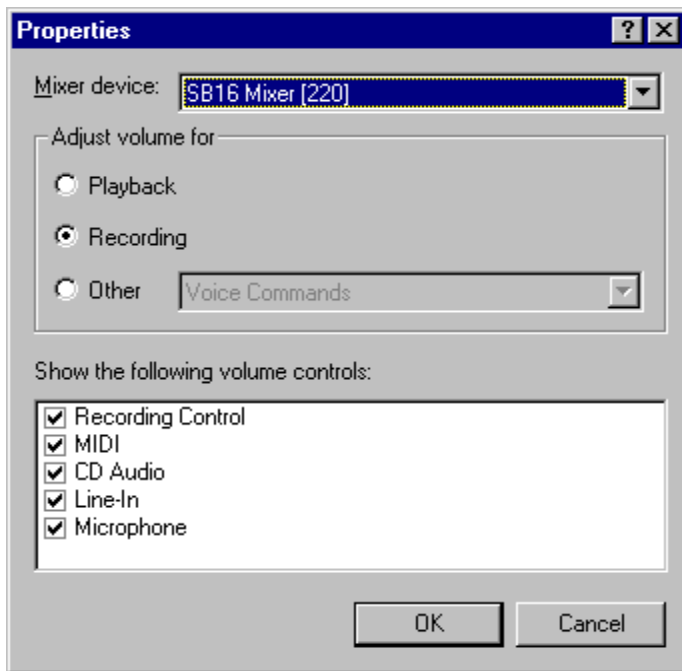 Properties
Mixer device: SB16 Mixer [220]
Adjust volume for
Playback
Recording
Other Voice Commands
Show the following volume controls:
Recording Control
MIDI
CD Audio
Line-In
Microphone
OK Cancel